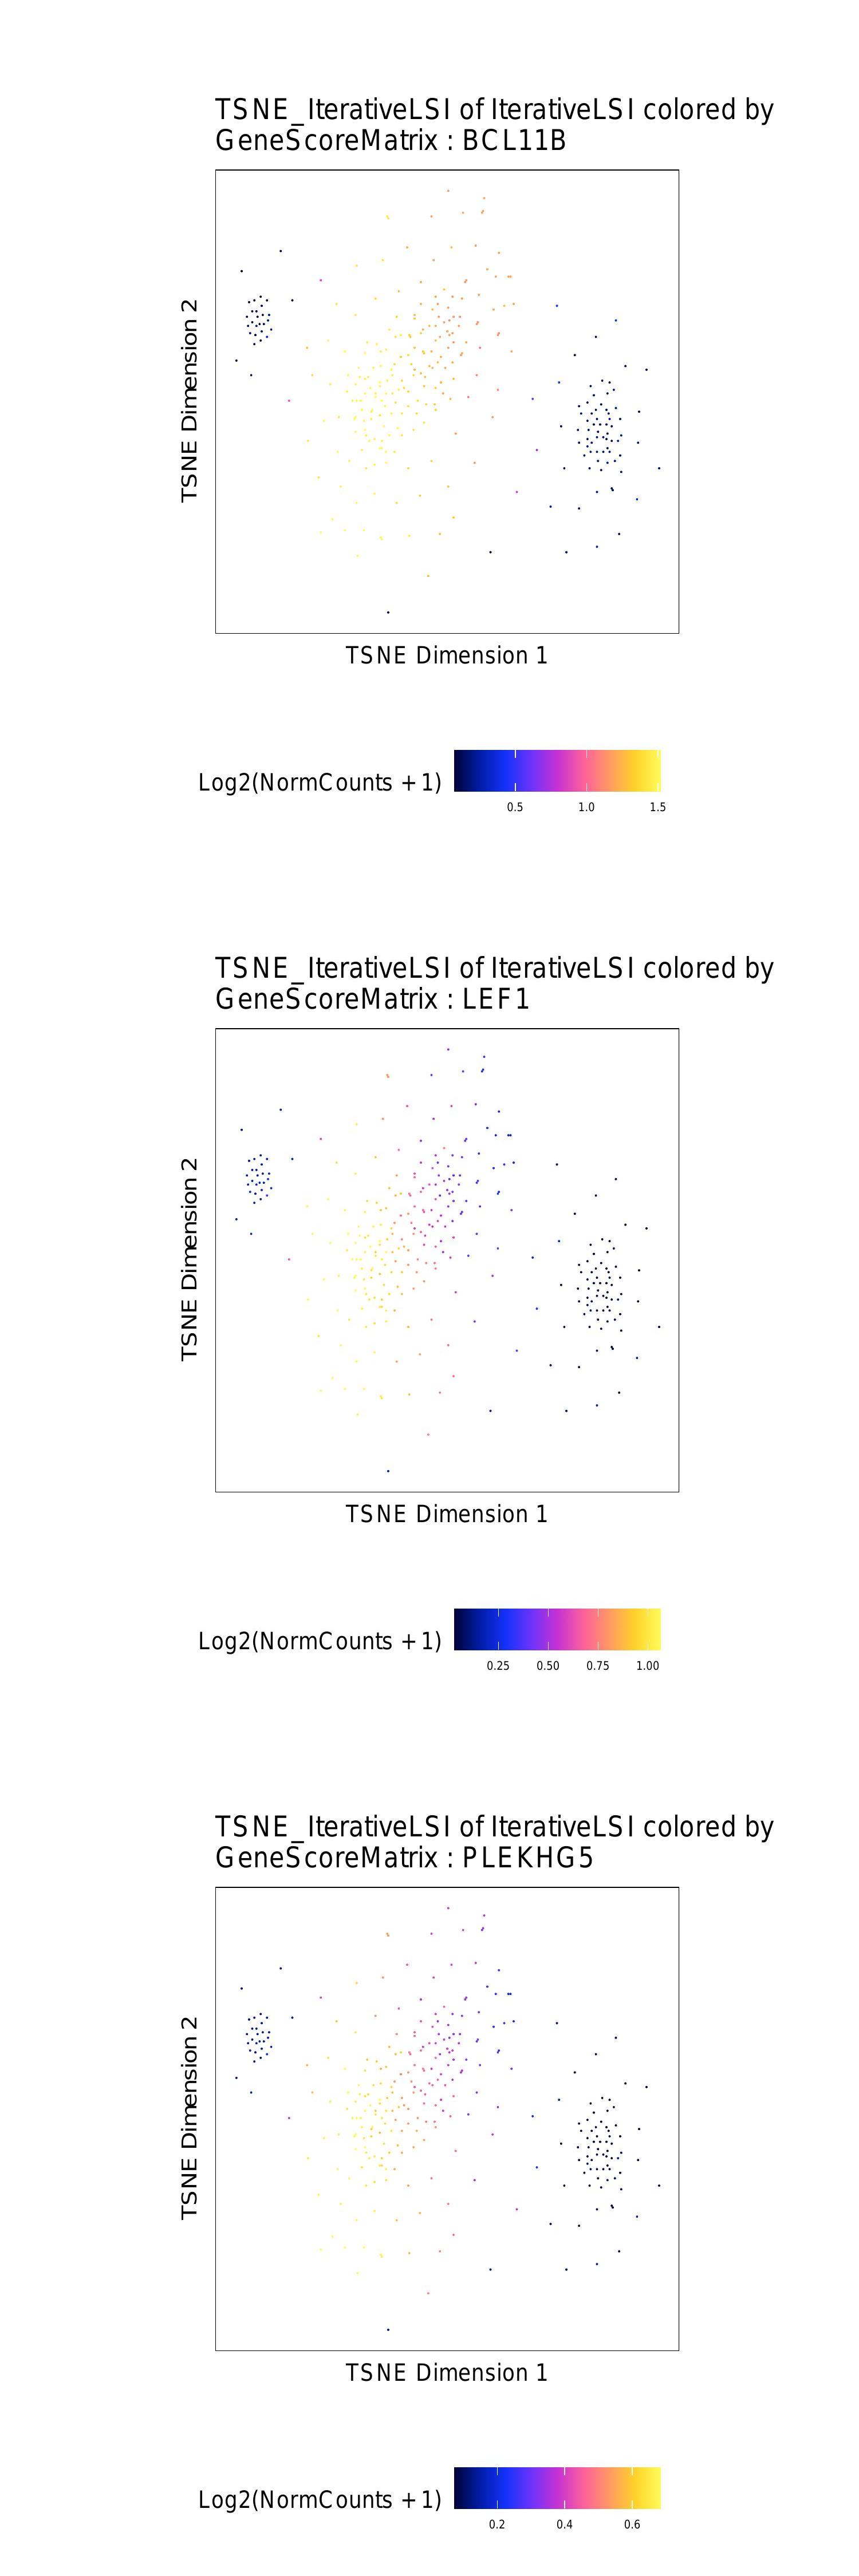 TSNE_IterativeLSI of IterativeLSI colored by
GeneScoreMatrix : BCL11B
TSNE Dimension 2
TSNE Dimension 1
Log2(NormCounts +1)
0.5 1.0 1.5
TSNE_IterativeLSI of IterativeLSI colored by
GeneScoreMatrix : LEF1
TSNE Dimension 2
TSNE Dimension 1
Log2(NormCounts +1)
0.25 0.50 0.75 1.00
TSNE_IterativeLSI of IterativeLSI colored by
GeneScoreMatrix : PLEKHG5
TSNE Dimension 2
TSNE Dimension 1
Log2(NormCounts +1)
0.2 0.4 0.6